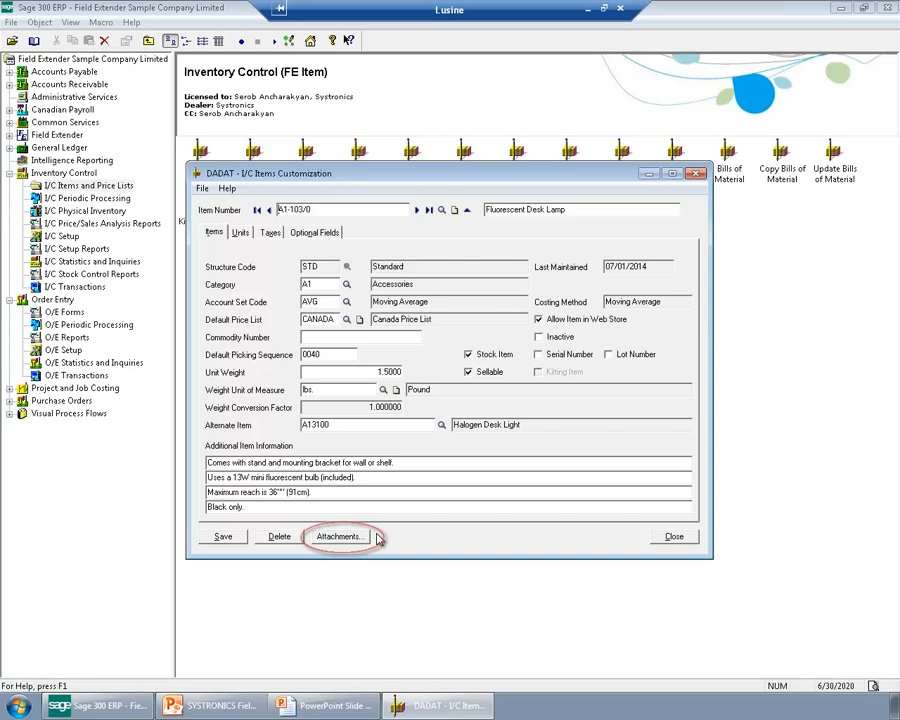 Sage 300 ERP - Field Extender Sample Company Limited
Lusine
File Object View Macro Help
Field Extender Sample Company Limited
Accounts Payable
Accounts Receivable
Administrative Services
Canadian Payroll
Common Services
Field Extender
General Ledger
Intelligence Reporting
Inventory Control
I/C Items and Price Lists
I/C Periodic Processing
I/C Physical Inventory
I/C Price/Sales Analysis Reports
I/C Setup
I/C Setup Reports
I/C Statistics and Inquiries
I/C Stock Control Reports
I/C Transactions
Order Entry
O/E Forms
O/E Periodic Processing
O/E Reports
O/E Setup
O/E Statistics and Inquiries
O/E Transactions
Project and Job Costing
Purchase Orders
Visual Process Flows
Inventory Control (FE Item)
Licensed to: Serob Ancharakyan, Systronics
Dealer: Systronics
CC: Serob Ancharakyan
Bills of Material
Copy Bills of Material
Update Bills of Material
DADAT - I/C Items Customization
File Help
Item Number A1-103/0 Fluorescent Desk Lamp
Items Units Taxes Optional Fields
Structure Code STD Standard Last Maintained 07/01/2014
Category A1 Accessories
Account Set Code AVG Moving Average Costing Method Moving Average
Default Price List CANADA Canada Price List Allow Item in Web Store
Commodity Number Inactive
Default Picking Sequence 0040 Stock Item Serial Number Lot Number
Unit Weight 1.5000 Sellable Kitting Item
Weight Unit of Measure lbs. Pound
Weight Conversion Factor 1.000000
Alternate Item A13100 Halogen Desk Light
Additional Item Information
Comes with stand and mounting bracket for wall or shelf.
Uses a 13W mini fluorescent bulb (included).
Maximum reach is 36"" (91cm).
Black only.
Save Delete Attachments... Close
For Help, press F1 NUM 6/30/2020
sage Sage 300 ERP - Fie... SYSTRONICS Fiel... PowerPoint Slide ... DADAT - I/C Item...